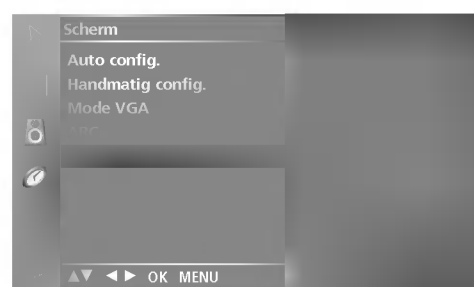 Scherm
Auto config.
Handmatig config.
Mode VGA
▲▼ ◄ ► OK MENU